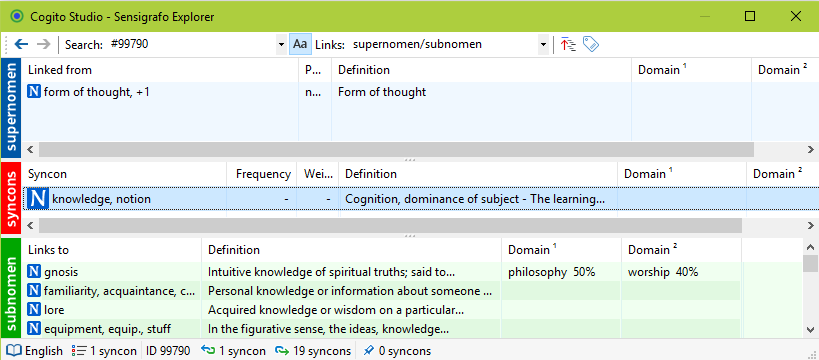 Cogito Studio - Sensigrafo Explorer
Search: #99790 Aa Links: supernomen/subnomen
supernomen
Linked from P... Definition Domain 1 Domain 2
N form of thought, +1 n... Form of thought
syncons
Syncon Frequency Wei... Definition Domain 1 Domain 2
N knowledge, notion - - Cognition, dominance of subject - The learning...
subnomen
Links to Definition Domain 1 Domain 2
N gnosis Intuitive knowledge of spiritual truths; said to... philosophy 50% worship 40%
N familiarity, acquaintance, c... Personal knowledge or information about someone ...
N lore Acquired knowledge or wisdom on a particular...
N equipment, equip., stuff In the figurative sense, the ideas, knowledge...
English 1 syncon ID 99790 1 syncon 19 syncons 0 syncons